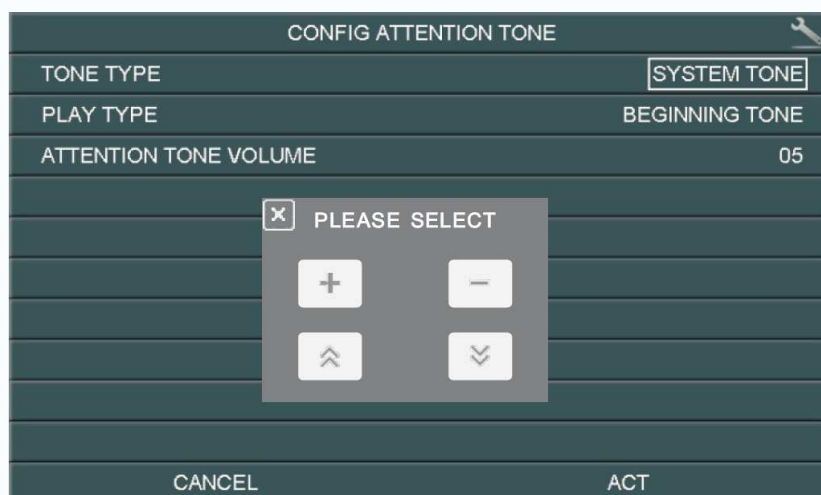 CONFIG ATTENTION TONE
TONE TYPE SYSTEM TONE
PLAY TYPE BEGINNING TONE
ATTENTION TONE VOLUME 05
PLEASE SELECT
CANCEL ACT